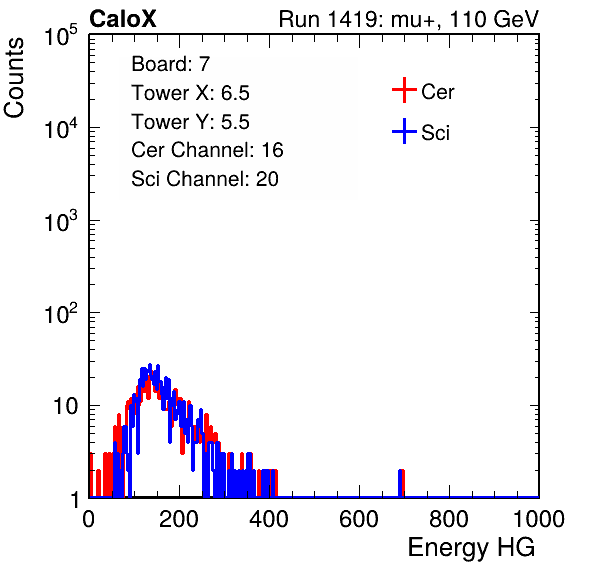 CaloX Run 1419: mu+, 110 GeV
Counts
Board: 7
Tower X: 6.5
Tower Y: 5.5
Cer Channel: 16
Sci Channel: 20
Cer
Sci
10^5
10^4
10^3
10^2
10
1
0 200 400 600 800 1000
Energy HG